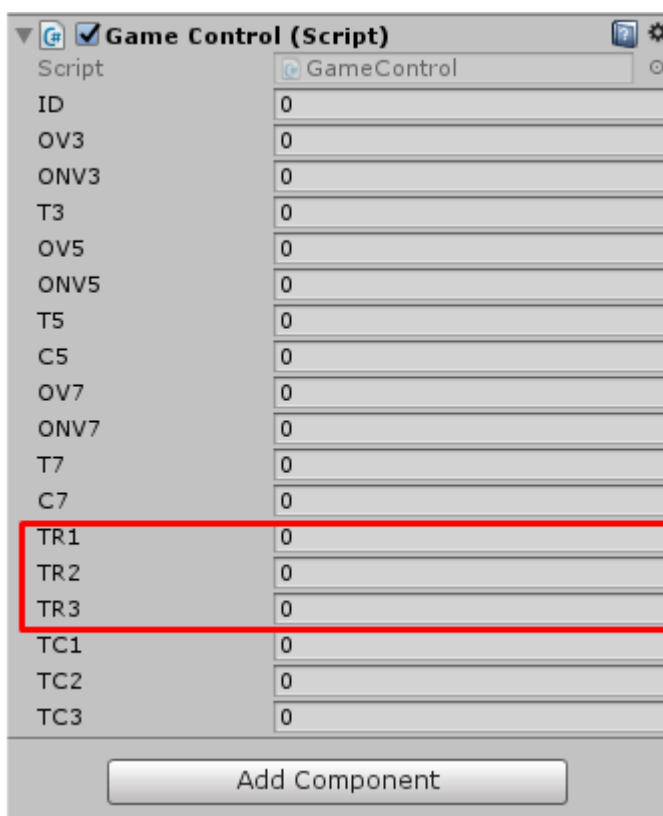 Game Control (Script)
Script GameControl
ID 0
OV3 0
ONV3 0
T3 0
OV5 0
ONV5 0
T5 0
C5 0
OV7 0
ONV7 0
T7 0
C7 0
TR1 0
TR2 0
TR3 0
TC1 0
TC2 0
TC3 0
Add Component